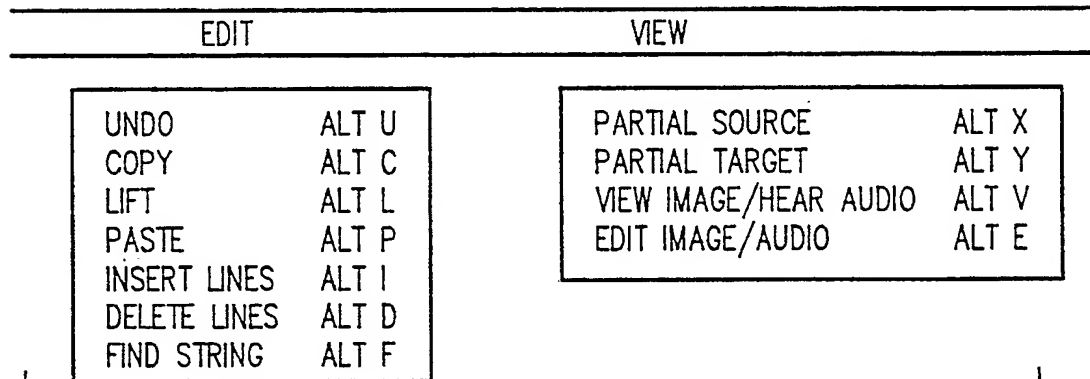 EDIT VIEW
UNDO ALT U
COPY ALT C
LIFT ALT L
PASTE ALT P
INSERT LINES ALT I
DELETE LINES ALT D
FIND STRING ALT F
PARTIAL SOURCE ALT X
PARTIAL TARGET ALT Y
VIEW IMAGE/HEAR AUDIO ALT V
EDIT IMAGE/AUDIO ALT E